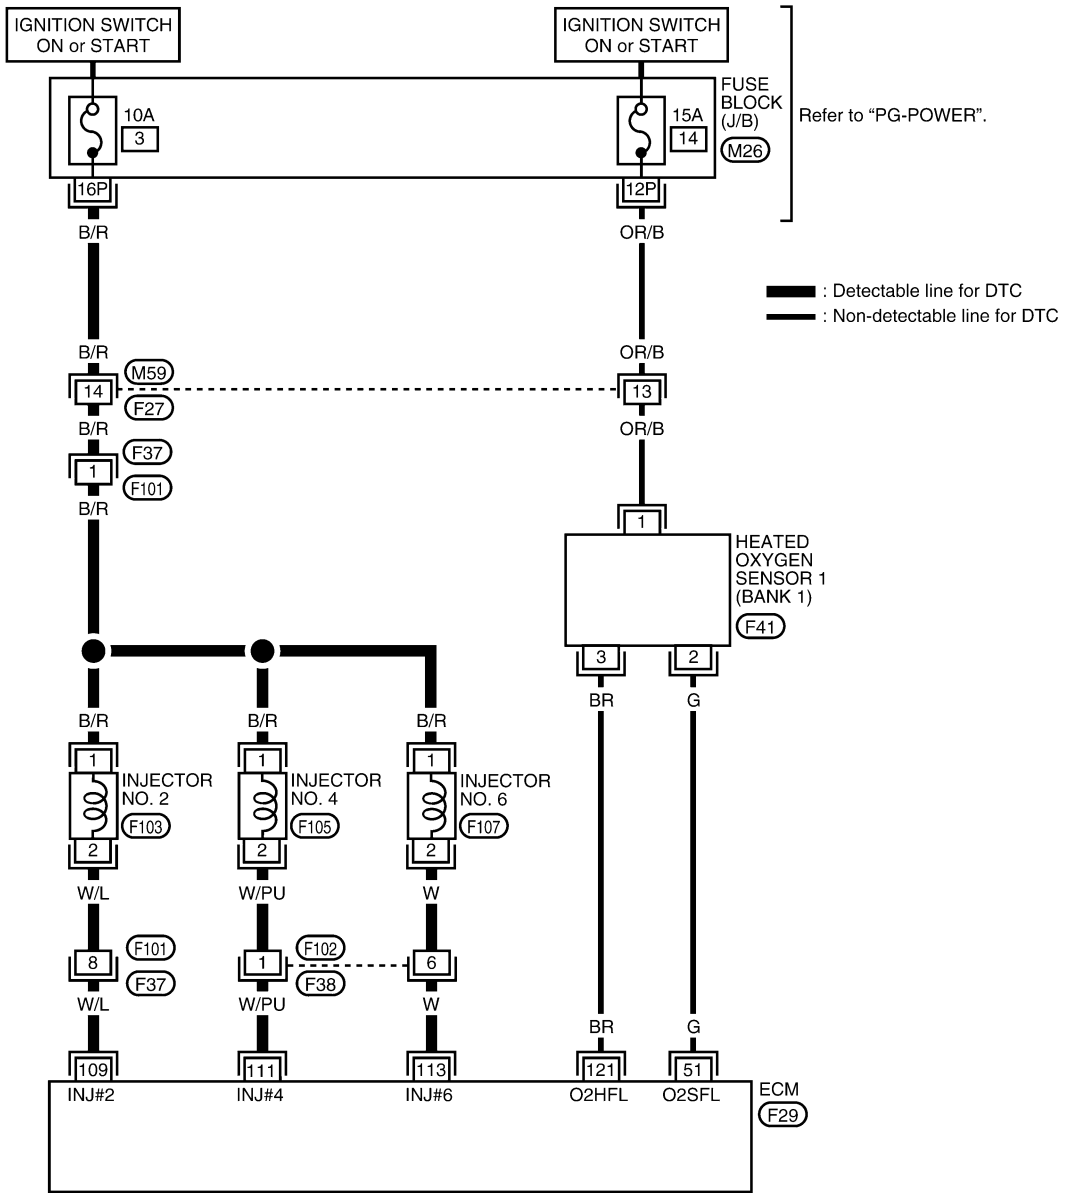 IGNITION SWITCH
ON or START
IGNITION SWITCH
ON or START
10A
3
15A
14
FUSE
BLOCK
(J/B)
M26
Refer to “PG-POWER”.
16P
12P
B/R
OR/B
: Detectable line for DTC
: Non-detectable line for DTC
B/R
OR/B
14
M59
F27
13
B/R
OR/B
1
F37
F101
B/R
1
HEATED
OXYGEN
SENSOR 1
(BANK 1)
F41
3
2
BR
G
B/R
B/R
B/R
1
1
1
INJECTOR
NO. 2
F103
INJECTOR
NO. 4
F105
INJECTOR
NO. 6
F107
2
2
2
W/L
W/PU
W
8
F101
F37
1
F102
F38
6
W/L
W/PU
W
BR
G
109
111
113
121
51
INJ#2
INJ#4
INJ#6
O2HFL
O2SFL
ECM
F29